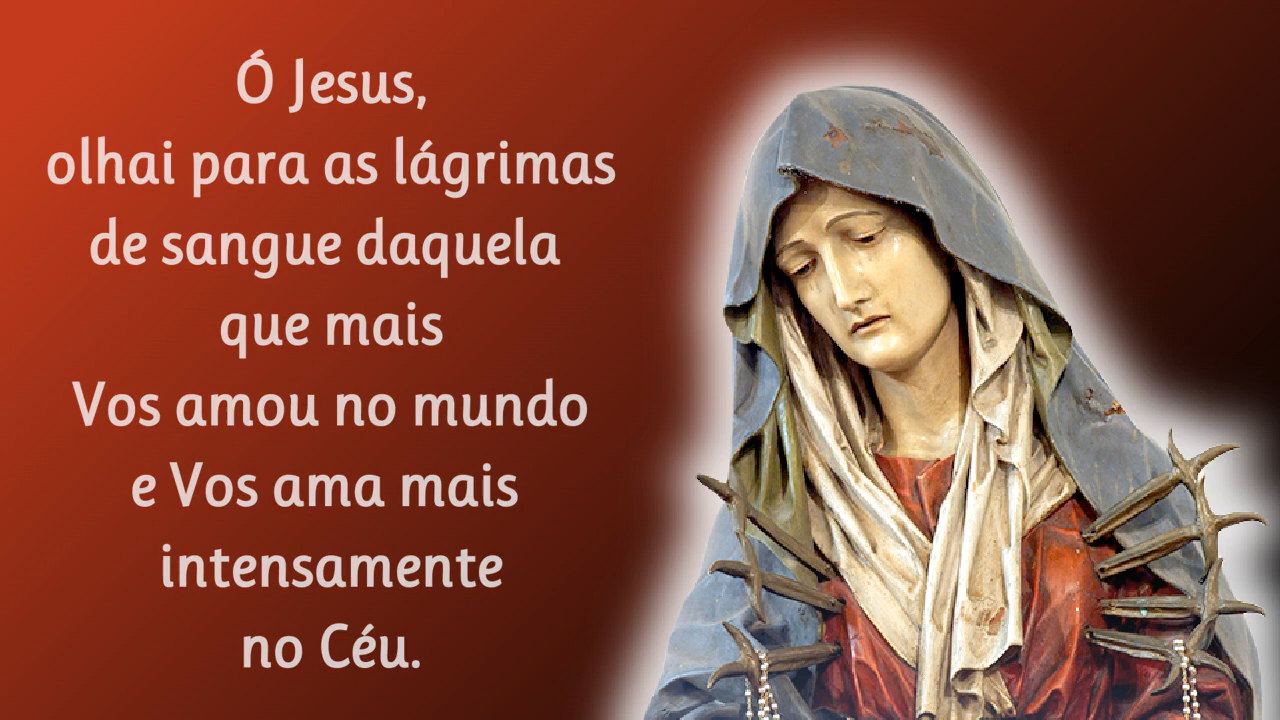 Ó Jesus,
olhai para as lágrimas
de sangue daquela
que mais
Vos amou no mundo
e Vos ama mais
intensamente
no Céu.